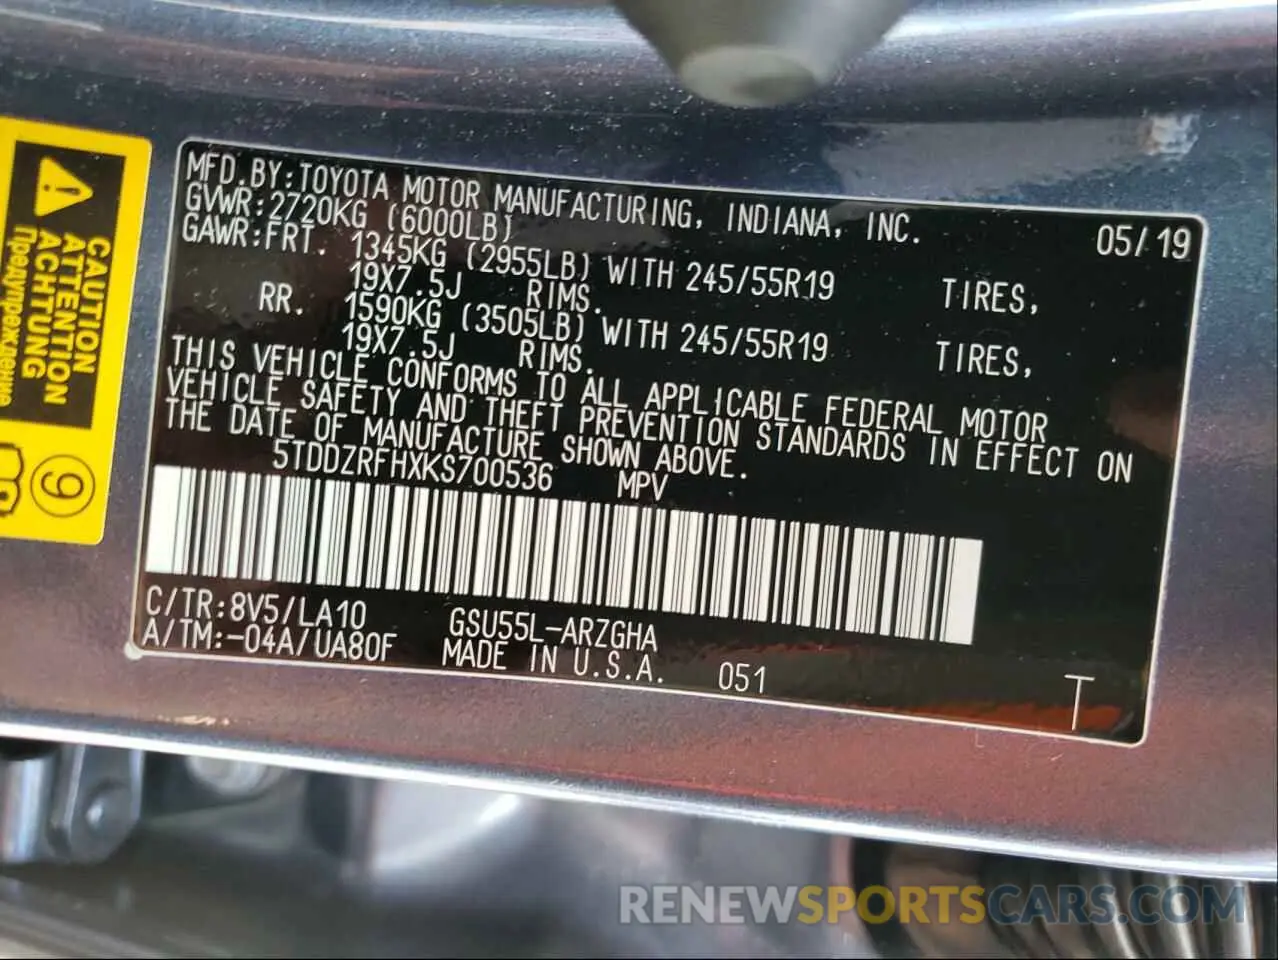 CAUTION
ATTENTION
ACHTUNG
Предупреждение
9
MFD.BY:TOYOTA MOTOR MANUFACTURING, INDIANA, INC. 05/19
GVWR:2720KG (6000LB)
GAWR:FRT. 1345KG (2955LB) WITH 245/55R19 TIRES,
19X7.5J RIMS.
RR. 1590KG (3505LB) WITH 245/55R19 TIRES,
19X7.5J RIMS.
THIS VEHICLE CONFORMS TO ALL APPLICABLE FEDERAL MOTOR
VEHICLE SAFETY AND THEFT PREVENTION STANDARDS IN EFFECT ON
THE DATE OF MANUFACTURE SHOWN ABOVE.
5TDDZRFHXKS700536 MPV
C/TR:8V5/LA10 GSU55L-ARZGHA
A/TM:-04A/UA80F MADE IN U.S.A. 051 T
RENEWSPORTSCARS.COM